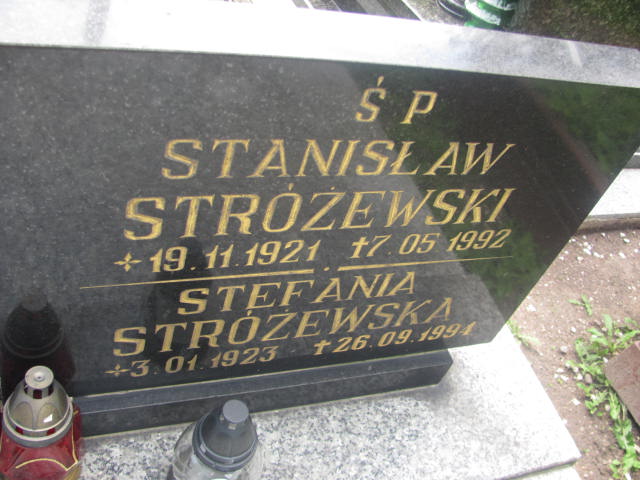 Ś P
STANISŁAW
STRÓŻEWSKI
19.11.1921 †7.05 1992
STEFANIA
STRÓŻEWSKA
3.01.1923 †26.09.1994